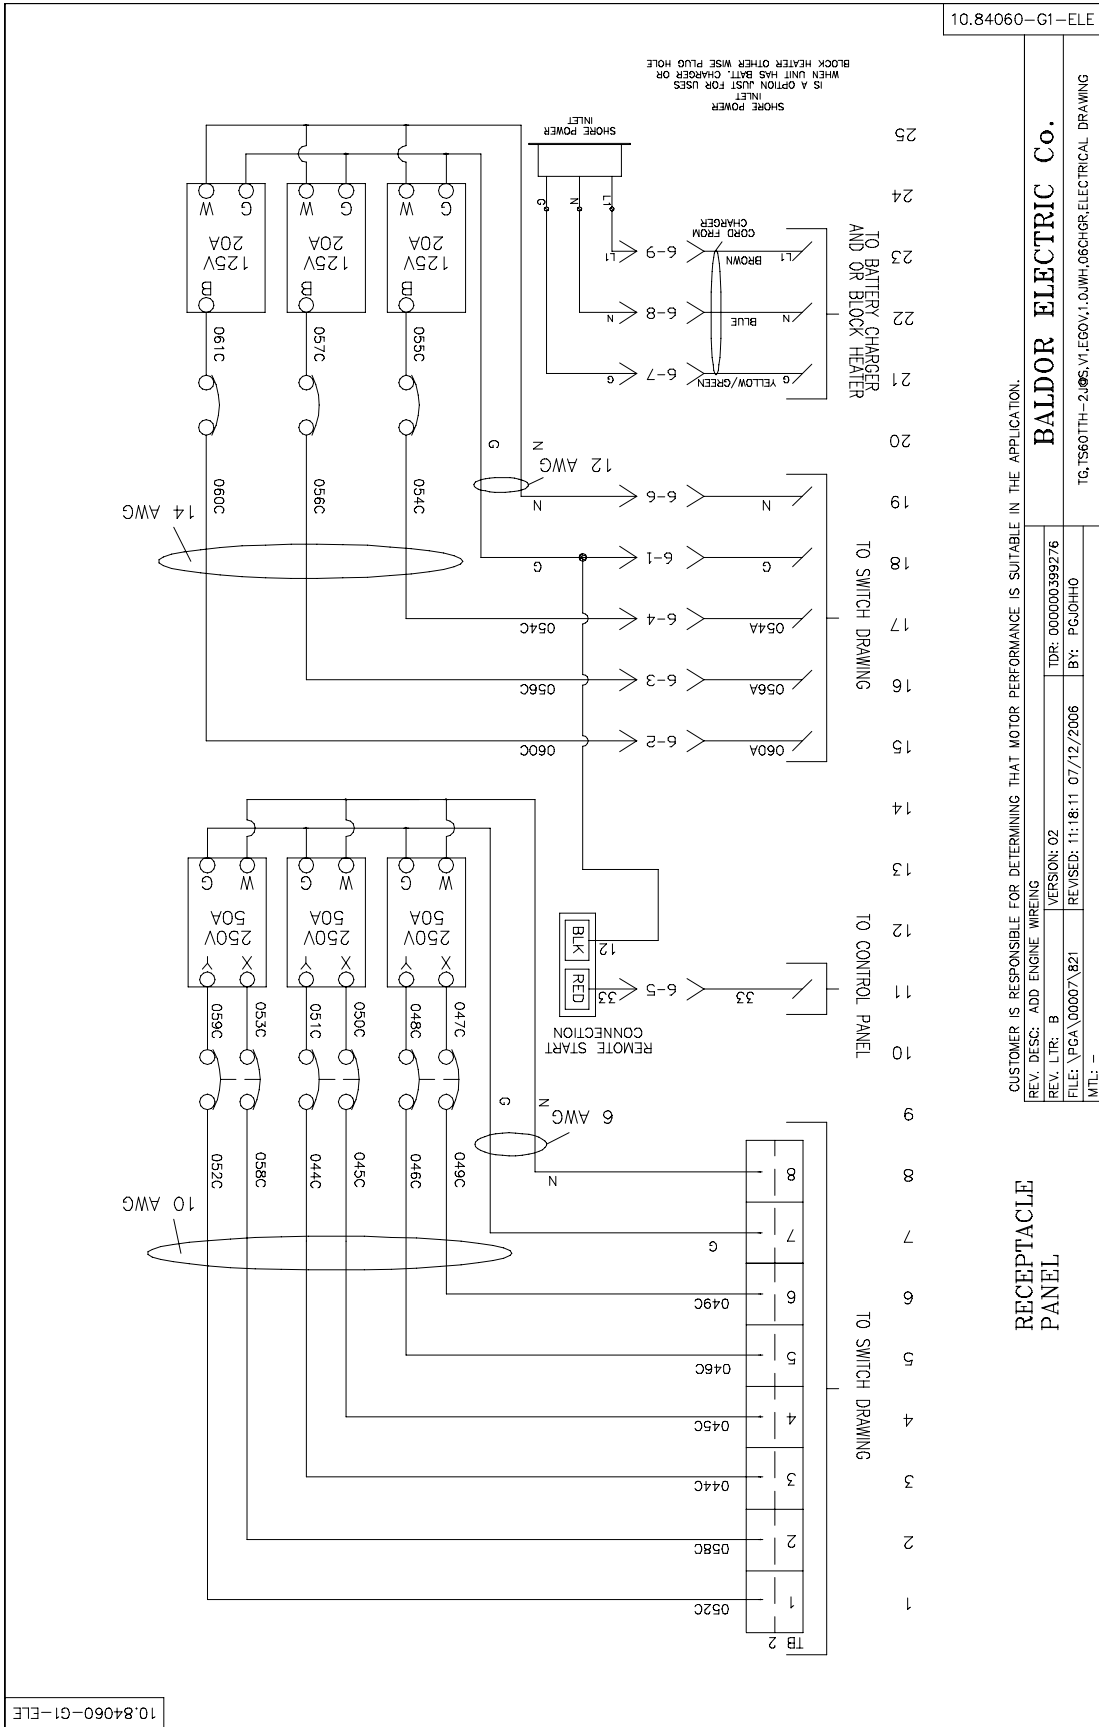 10.84060-G1-ELE
SHORE POWER
INLET
IS A OPTION JUST FOR USES
WHEN UNIT HAS BATT. CHARGER OR
BLOCK HEATER OTHER WISE PLUG HOLE
SHORE POWER
INLET
25
24
23
22
21
20
19
18
17
16
15
14
13
12
11
10
9
8
7
6
5
4
3
2
1
W G
125V
20A
B
W G
125V
20A
B
W G
125V
20A
B
061C
057C
055C
060C
056C
054C
14 AWG
G
N
12 AWG
G
N
L1
L1 6-9 BROWN L1
N 6-8 BLUE N
G 6-7 YELLOW/GREEN G
CORD FROM
CHARGER
TO BATTERY CHARGER
AND OR BLOCK HEATER
N 6-6 N
G 6-1 G
054C 6-4 054A
056C 6-3 056A
060C 6-2 060A
TO SWITCH DRAWING
G W
250V
50A
Y X
G W
250V
50A
Y X
G W
250V
50A
Y X
059C
053C
051C
050C
048C
047C
BLK
12
RED
33 6-5 33
REMOTE START
CONNECTION
TO CONTROL PANEL
052C
058C
044C
045C
046C
049C
10 AWG
G
N
6 AWG
N 8
G 7
049C 6
046C 5
045C 4
044C 3
058C 2
052C 1
TB 2
TO SWITCH DRAWING
CUSTOMER IS RESPONSIBLE FOR DETERMINING THAT MOTOR PERFORMANCE IS SUITABLE IN THE APPLICATION.
REV. DESC: ADD ENGINE WIREING
REV. LTR: B
VERSION: 02
TDR: 000000399276
FILE: \PGA\00007\821
REVISED: 11:18:11 07/12/2006
BY: PGJOHHO
MTL: -
BALDOR ELECTRIC Co.
ELECTRICAL DRAWING
RECEPTACLE
PANEL
10.84060-G1-ELE